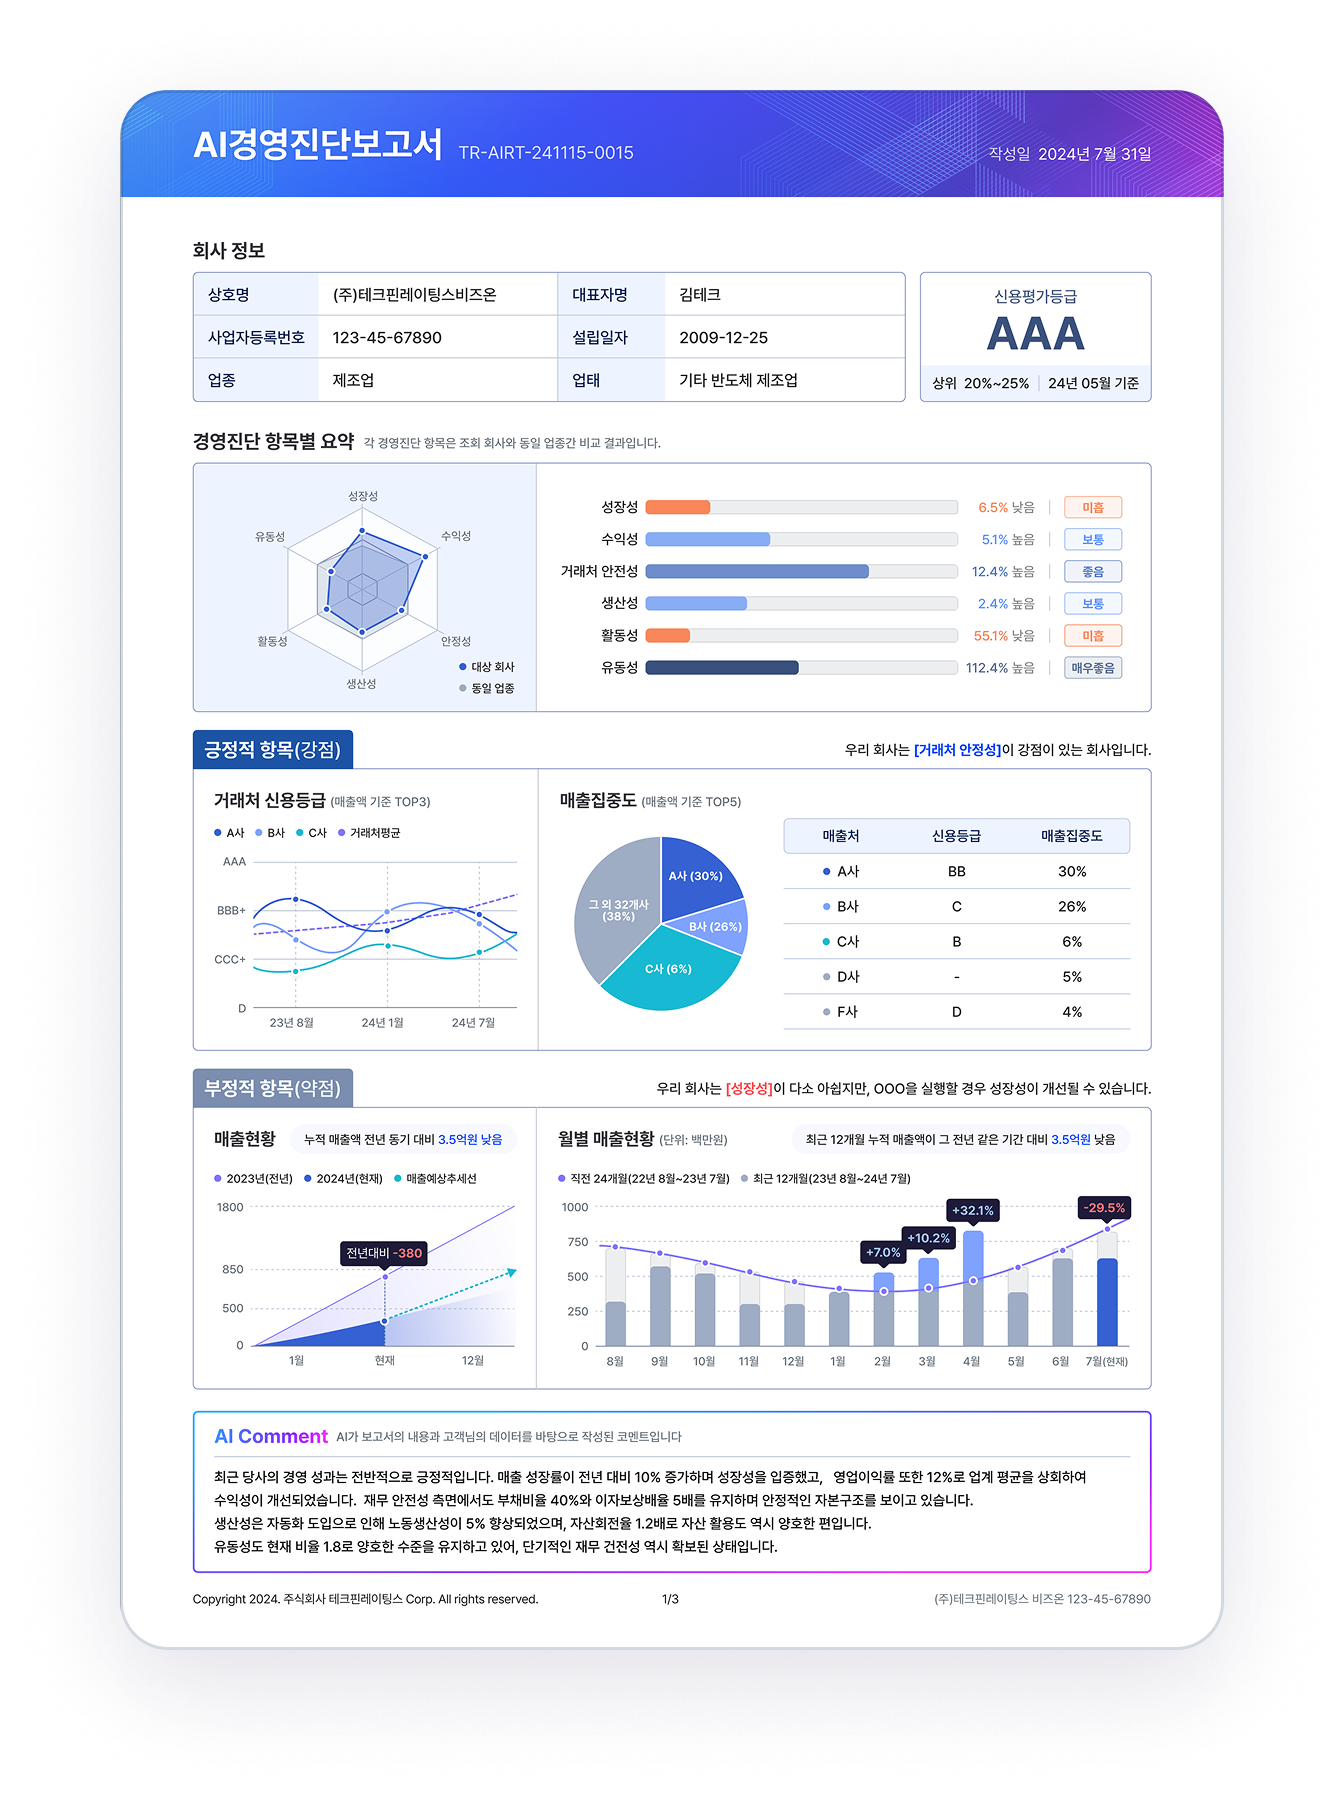 AI경영진단보고서 TR-AIRT-241115-0015 작성일 2024년 7월 31일
회사 정보
상호명 (주)테크핀레이팅스비즈온 대표자명 김테크
사업자등록번호 123-45-67890 설립일자 2009-12-25
업종 제조업 업태 기타 반도체 제조업
신용평가등급
AAA
상위 20%~25% 24년 05월 기준
경영진단 항목별 요약 각 경영진단 항목은 조회 회사와 동일 업종간 비교 결과입니다.
성장성
유동성 수익성
활동성 안정성
생산성
대상 회사
동일 업종
성장성 6.5% 낮음 미흡
수익성 5.1% 높음 보통
거래처 안전성 12.4% 높음 좋음
생산성 2.4% 높음 보통
활동성 55.1% 낮음 미흡
유동성 112.4% 높음 매우좋음
긍정적 항목(강점) 우리 회사는 [거래처 안정성]이 강점이 있는 회사입니다.
거래처 신용등급 (매출액 기준 TOP3)
A사 B사 C사 거래처평균
AAA
BBB+
CCC+
D
23년 8월 24년 1월 24년 7월
매출집중도 (매출액 기준 TOP5)
A사 (30%)
B사 (26%)
C사 (6%)
그 외 32개사
(38%)
매출처 신용등급 매출집중도
A사 BB 30%
B사 C 26%
C사 B 6%
D사 - 5%
F사 D 4%
부정적 항목(약점) 우리 회사는 [성장성]이 다소 아쉽지만, OOO을 실행할 경우 성장성이 개선될 수 있습니다.
매출현황 누적 매출액 전년 동기 대비 3.5억원 낮음
2023년(전년) 2024년(현재) 매출예상추세선
1800
850
500
0
전년대비 -380
1월 현재 12월
월별 매출현황 (단위: 백만원) 최근 12개월 누적 매출액이 그 전년 같은 기간 대비 3.5억원 낮음
직전 24개월(22년 8월~23년 7월) 최근 12개월(23년 8월~24년 7월)
1000
750
500
250
0
+7.0% +10.2% +32.1% -29.5%
8월 9월 10월 11월 12월 1월 2월 3월 4월 5월 6월 7월(현재)
AI Comment AI가 보고서의 내용과 고객님의 데이터를 바탕으로 작성된 코멘트입니다
최근 당사의 경영 성과는 전반적으로 긍정적입니다. 매출 성장률이 전년 대비 10% 증가하며 성장성을 입증했고, 영업이익률 또한 12%로 업계 평균을 상회하여
수익성이 개선되었습니다. 재무 안전성 측면에서도 부채비율 40%와 이자보상배율 5배를 유지하며 안정적인 자본구조를 보이고 있습니다.
생산성은 자동화 도입으로 인해 노동생산성이 5% 향상되었으며, 자산회전율 1.2배로 자산 활용도 역시 양호한 편입니다.
유동성도 현재 비율 1.8로 양호한 수준을 유지하고 있어, 단기적인 재무 건전성 역시 확보된 상태입니다.
Copyright 2024. 주식회사 테크핀레이팅스 Corp. All rights reserved. 1/3 (주)테크핀레이팅스 비즈온 123-45-67890